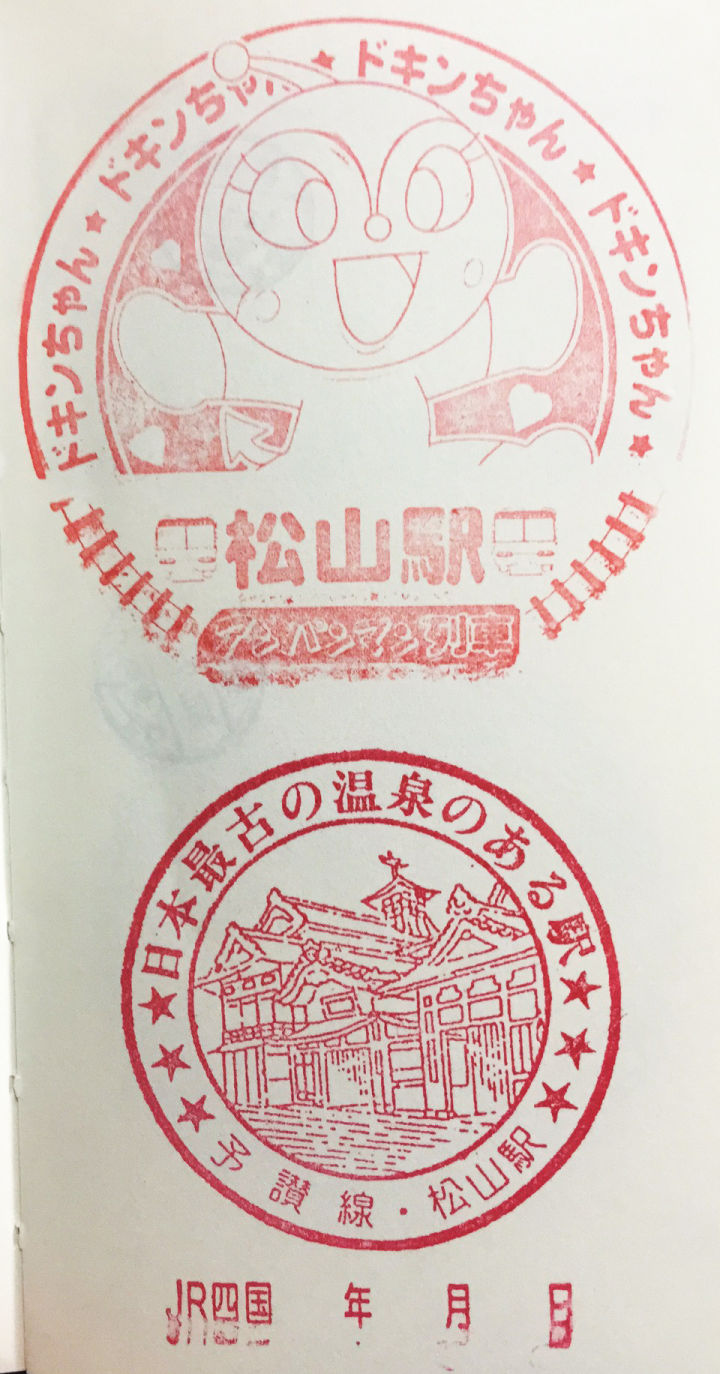 ドキンちゃん★ドキンちゃん★ドキンちゃん★ドキンちゃん★
松山駅
アンパンマン列車
日本最古の温泉のある駅
予讃線・松山駅
JR四国 年 月 日